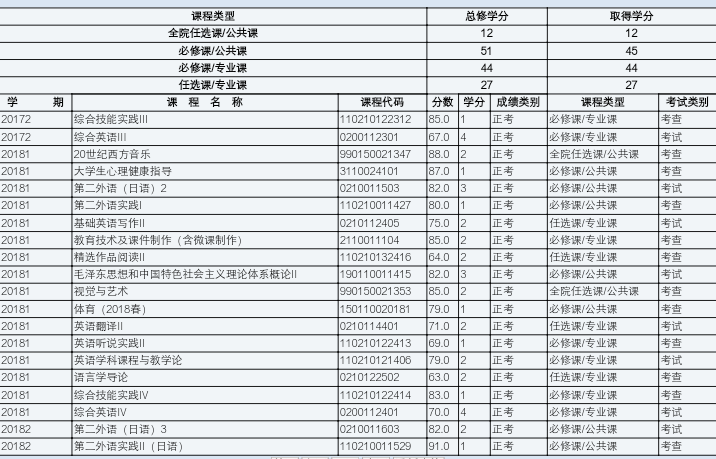 课程类型 总修学分 取得学分
全院任选课/公共课 12 12
必修课/公共课 51 45
必修课/专业课 44 44
任选课/专业课 27 27
学 期 课 程 名 称 课程代码 分数 学分 成绩类别 课程类型 考试类别
20172 综合技能实践III 110210122312 85.0 1 正考 必修课/专业课 考查
20172 综合英语III 0200112301 67.0 4 正考 必修课/专业课 考试
20181 20世纪西方音乐 990150021347 88.0 2 正考 全院任选课/公共课 考查
20181 大学生心理健康指导 3110024101 87.0 1 正考 必修课/公共课 考查
20181 第二外语（日语）2 0210011503 82.0 3 正考 必修课/公共课 考试
20181 第二外语实践I 110210011427 80.0 1 正考 必修课/公共课 考查
20181 基础英语写作II 0210112405 75.0 2 正考 任选课/专业课 考试
20181 教育技术及课件制作（含微课制作） 2110011104 85.0 2 正考 必修课/专业课 考查
20181 精选作品阅读II 110210132416 64.0 2 正考 任选课/专业课 考查
20181 毛泽东思想和中国特色社会主义理论体系概论II 190110011415 82.0 3 正考 必修课/公共课 考试
20181 视觉与艺术 990150021353 85.0 2 正考 全院任选课/公共课 考查
20181 体育（2018春） 150110020181 79.0 1 正考 必修课/公共课 考查
20181 英语翻译II 0210114401 71.0 2 正考 任选课/专业课 考试
20181 英语听说实践II 110210122413 69.0 1 正考 必修课/专业课 考查
20181 英语学科课程与教学论 110210121406 79.0 2 正考 必修课/专业课 考试
20181 语言学导论 0210122502 63.0 2 正考 任选课/专业课 考查
20181 综合技能实践IV 110210122414 83.0 1 正考 必修课/专业课 考查
20181 综合英语IV 0200112401 70.0 4 正考 必修课/专业课 考试
20182 第二外语（日语）3 0210011603 82.0 2 正考 必修课/公共课 考试
20182 第二外语实践II（日语） 110210011529 91.0 1 正考 必修课/公共课 考查